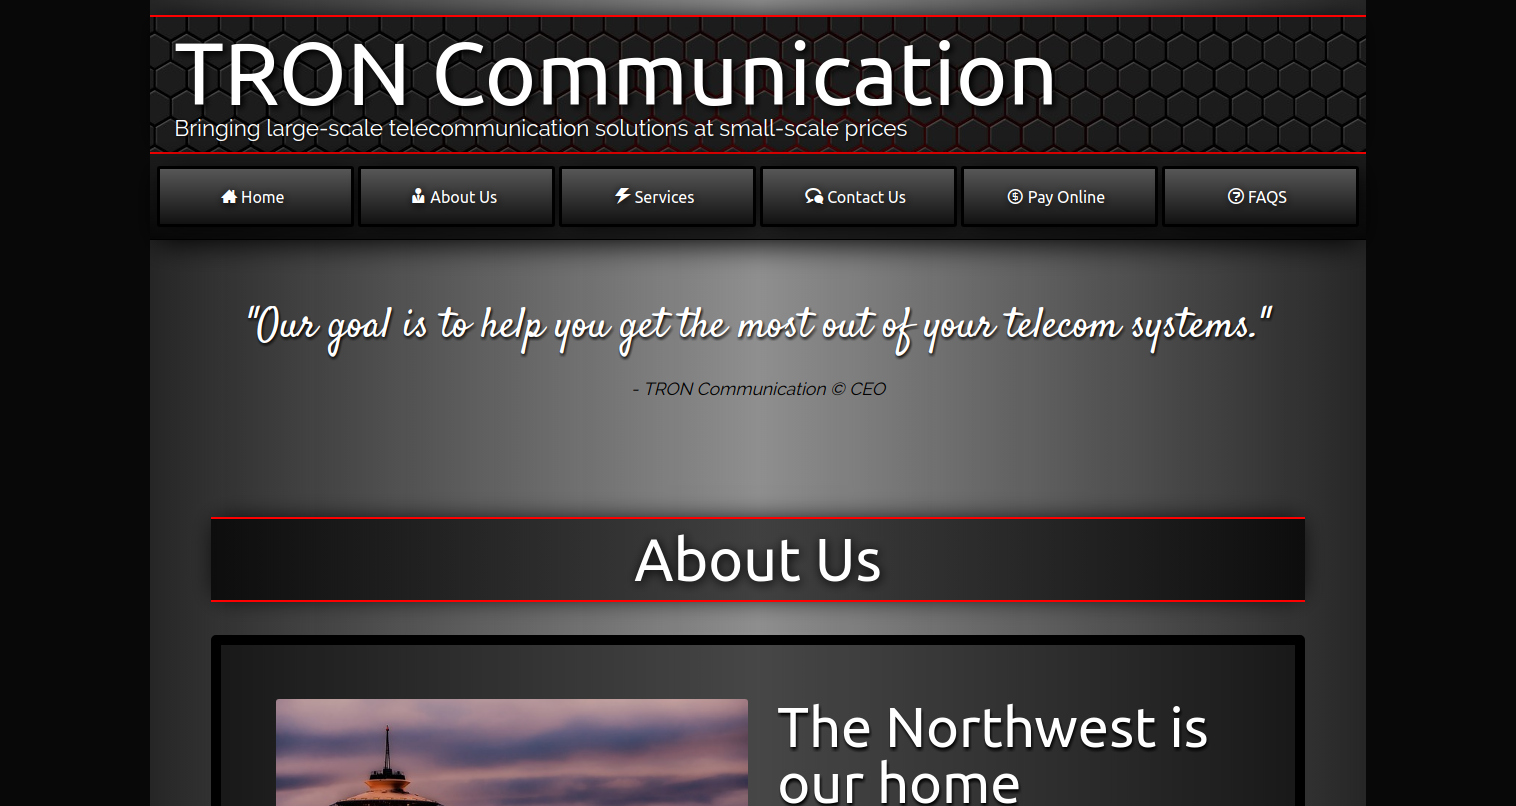 TRON Communication
Bringing large-scale telecommunication solutions at small-scale prices
Home
About Us
Services
Contact Us
Pay Online
FAQS
"Our goal is to help you get the most out of your telecom systems."
- TRON Communication © CEO
About Us
The Northwest is
our home